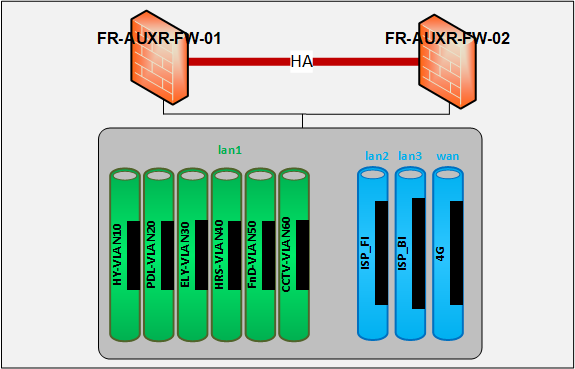 FR-AUXR-FW-01
FR-AUXR-FW-02
HA
lan1
lan2
lan3
wan
HY-VLAN10
PDL-VLAN20
ELY-VLAN30
HRS-VLAN40
FnD-VLAN50
CCTV-VLAN60
ISP_FI
ISP_BI
4G